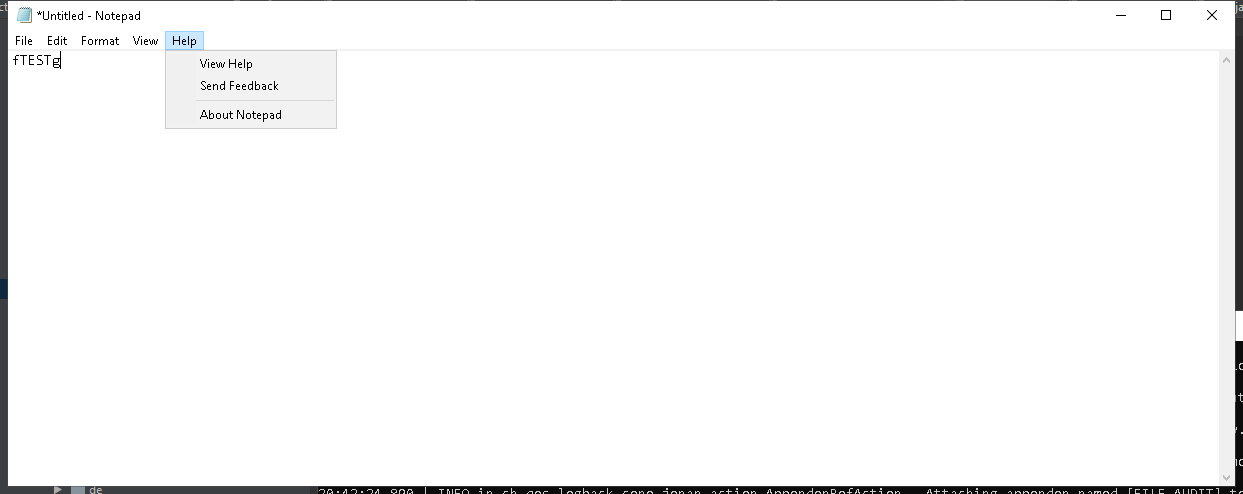 *Untitled - Notepad
File Edit Format View Help
fTESTg
View Help
Send Feedback
About Notepad
de
20:42:24,890 | INFO in ch.qos.logback.core.joran.action.AppenderRefAction - Attaching appender named [FILE_AUDIT] t